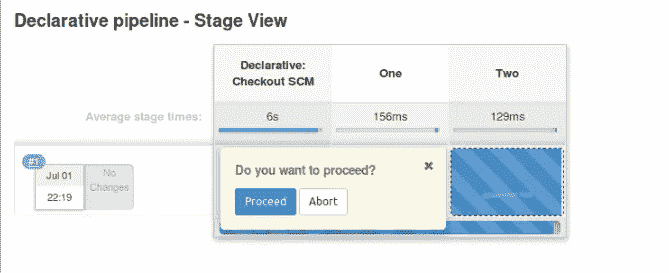 Declarative pipeline - Stage View
Declarative:
Checkout SCM
One
Two
Average stage times:
6s
156ms
129ms
#1
Jul 01
22:19
No
Changes
Do you want to proceed?
Proceed
Abort